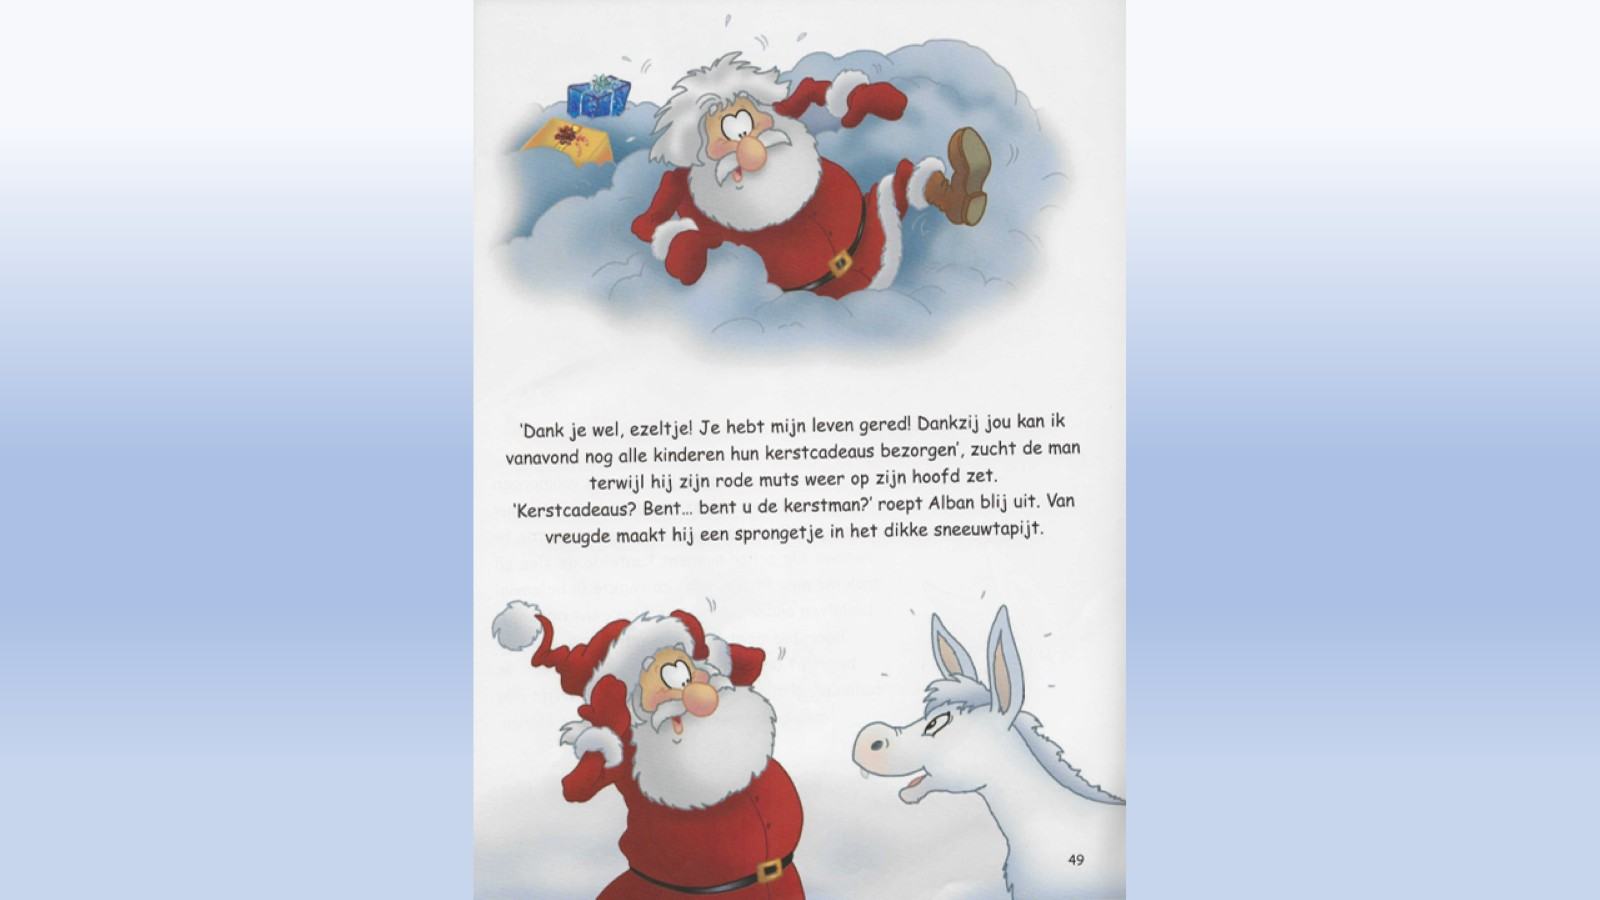 'Dank je wel, ezeltje! Je hebt mijn leven gered! Dankzij jou kan ik
vanavond nog alle kinderen hun kerstcadeaus bezorgen', zucht de man
terwijl hij zijn rode muts weer op zijn hoofd zet.
'Kerstcadeaus? Bent... bent u de kerstman?' roept Alban blij uit. Van
vreugde maakt hij een sprongetje in het dikke sneeuwtapijt.
49